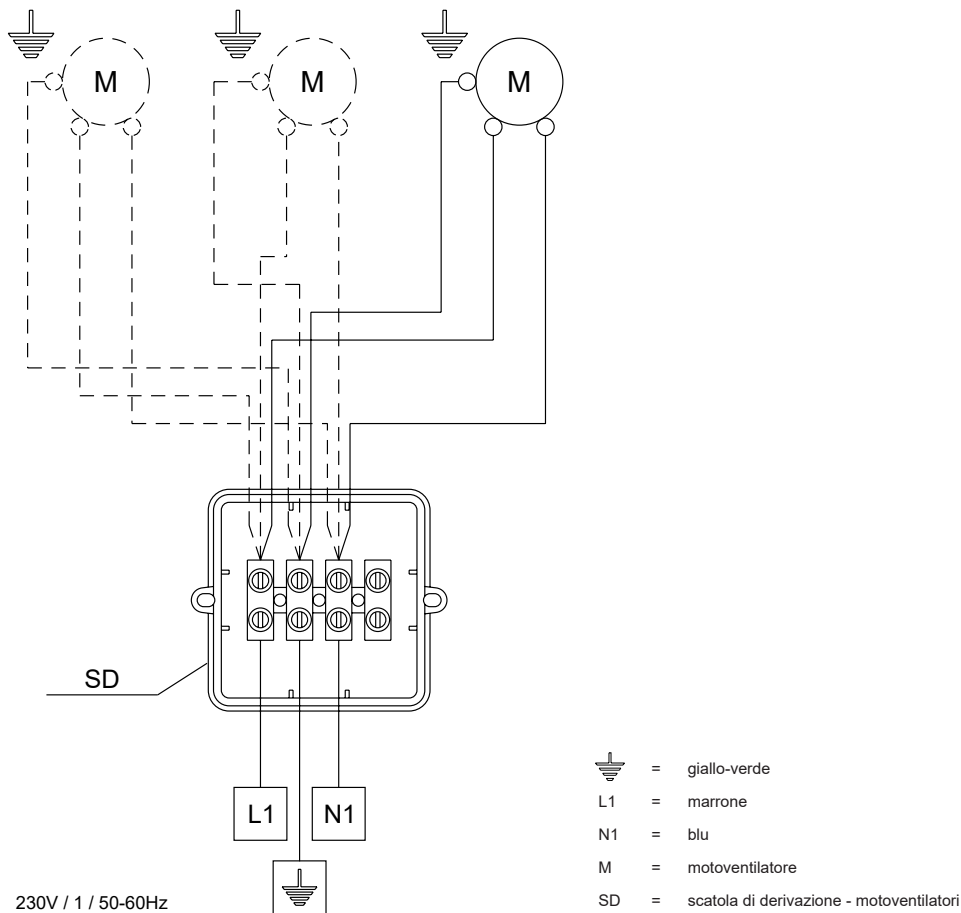 M M M
SD
L1 N1
230V / 1 / 50-60Hz
= giallo-verde
L1 = marrone
N1 = blu
M = motoventilatore
SD = scatola di derivazione - motoventilatori